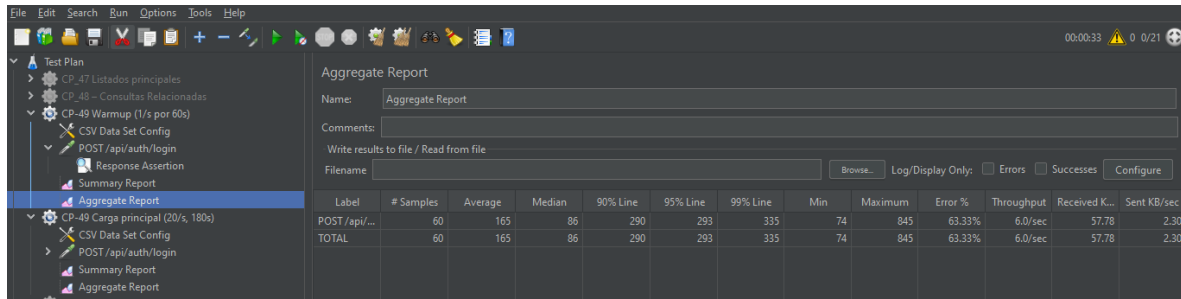 File Edit Search Run Options Tools Help
00:00:33 0 0/21
Test Plan
CP_47 Listados principales
CP_48 – Consultas Relacionadas
CP-49 Warmup (1/s por 60s)
CSV Data Set Config
POST /api/auth/login
Response Assertion
Summary Report
Aggregate Report
CP-49 Carga principal (20/s, 180s)
CSV Data Set Config
POST /api/auth/login
Summary Report
Aggregate Report
Aggregate Report
Name: Aggregate Report
Comments:
Write results to file / Read from file
Filename Browse... Log/Display Only: Errors Successes Configure
Label # Samples Average Median 90% Line 95% Line 99% Line Min Maximum Error % Throughput Received K... Sent KB/sec
POST /api/... 60 165 86 290 293 335 74 845 63.33% 6.0/sec 57.78 2.30
TOTAL 60 165 86 290 293 335 74 845 63.33% 6.0/sec 57.78 2.30